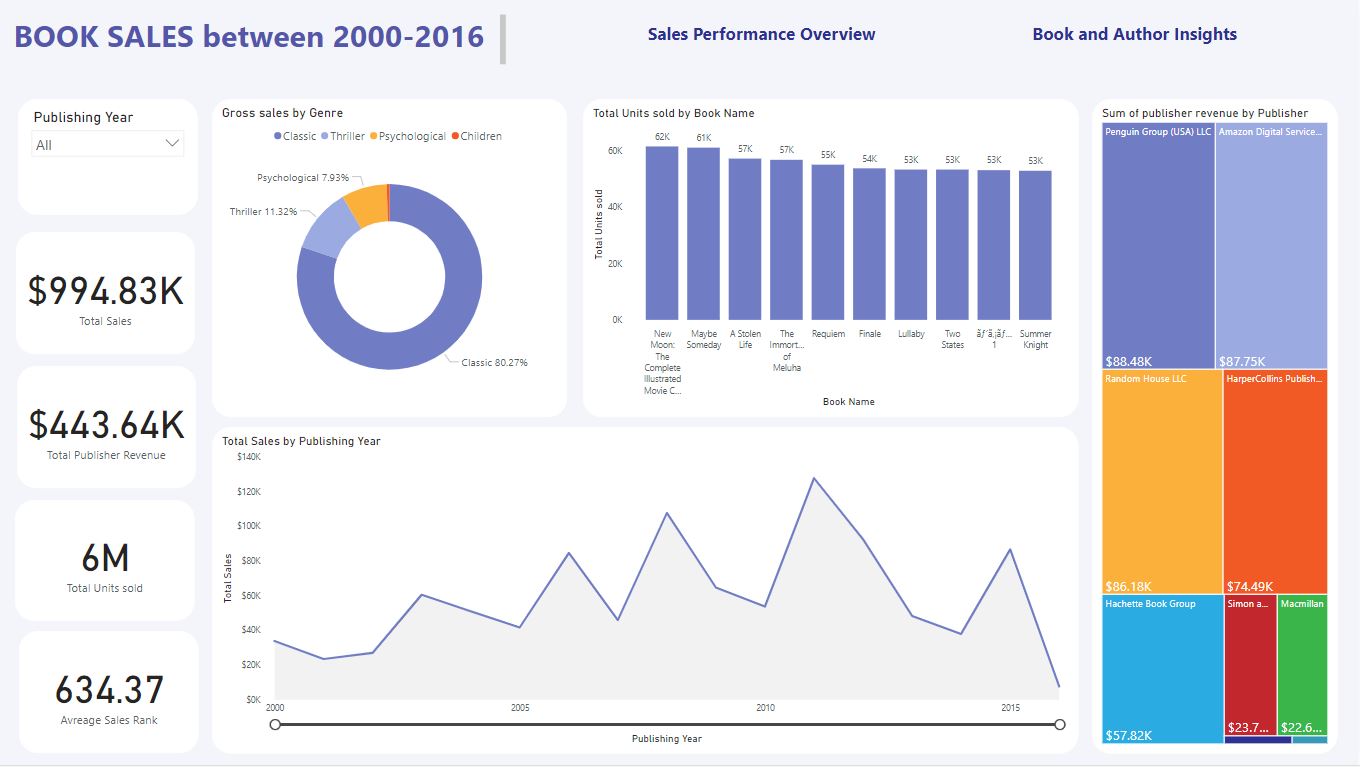 BOOK SALES between 2000-2016
Sales Performance Overview
Book and Author Insights
Publishing Year
All
$994.83K
Total Sales
$443.64K
Total Publisher Revenue
6M
Total Units sold
634.37
Avreage Sales Rank
Gross sales by Genre
Classic Thriller Psychological Children
Psychological 7.93%
Thriller 11.32%
Classic 80.27%
Total Units sold by Book Name
Total Units sold
60K
40K
20K
0K
62K
61K
57K
57K
55K
54K
53K
53K
53K
53K
New
Moon:
The
Complete
Illustrated
Movie C...
Maybe
Someday
A Stolen
Life
The
Immort...
of
Meluha
Requiem
Finale
Lullaby
Two
States
1
Summer
Knight
Book Name
Total Sales by Publishing Year
Total Sales
$140K
$120K
$100K
$80K
$60K
$40K
$20K
$0K
2000
2005
2010
2015
Publishing Year
Sum of publisher revenue by Publisher
Penguin Group (USA) LLC
$88.48K
Amazon Digital Service...
$87.75K
Random House LLC
$86.18K
HarperCollins Publish...
$74.49K
Hachette Book Group
$57.82K
Simon a...
$23.7...
Macmillan
$22.6...